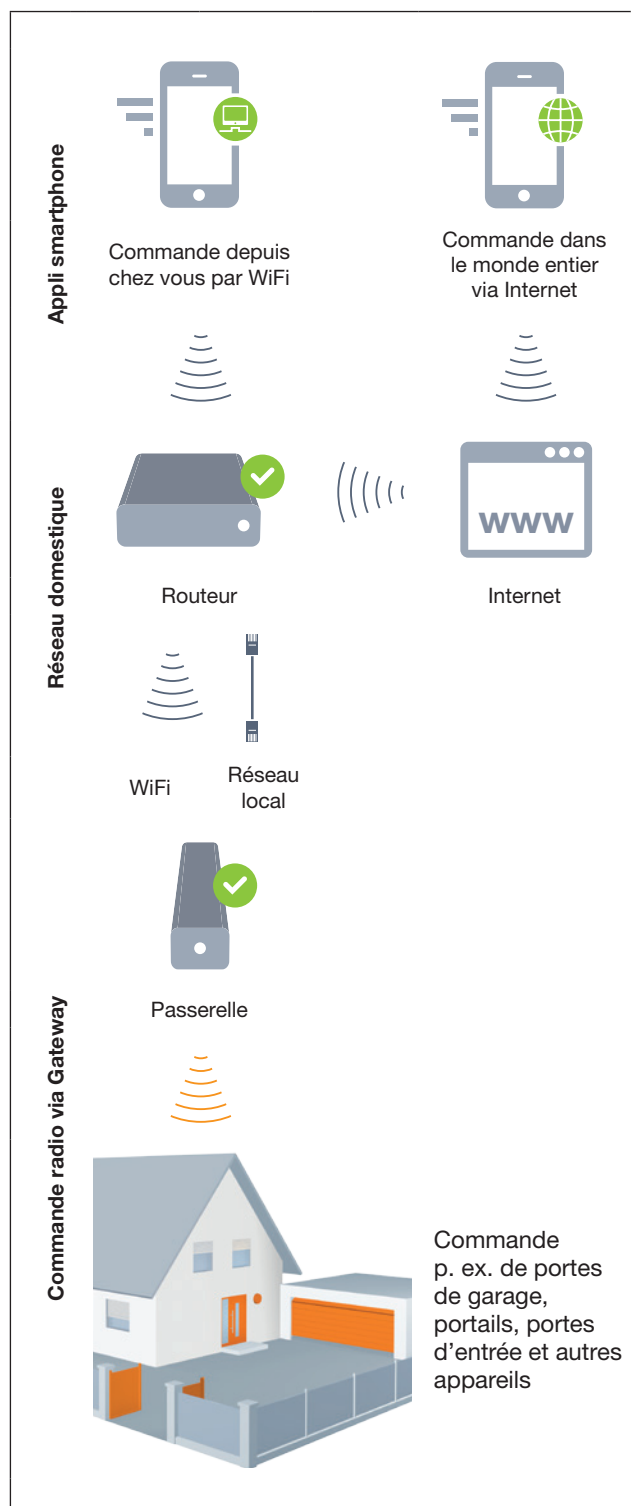 Appli smartphone
Commande depuis
chez vous par WiFi
Commande dans
le monde entier
via Internet
Réseau domestique
www
Routeur
Internet
WiFi
Réseau
local
Commande radio via Gateway
Passerelle
Commande
p. ex. de portes
de garage,
portails, portes
d'entrée et autres
appareils